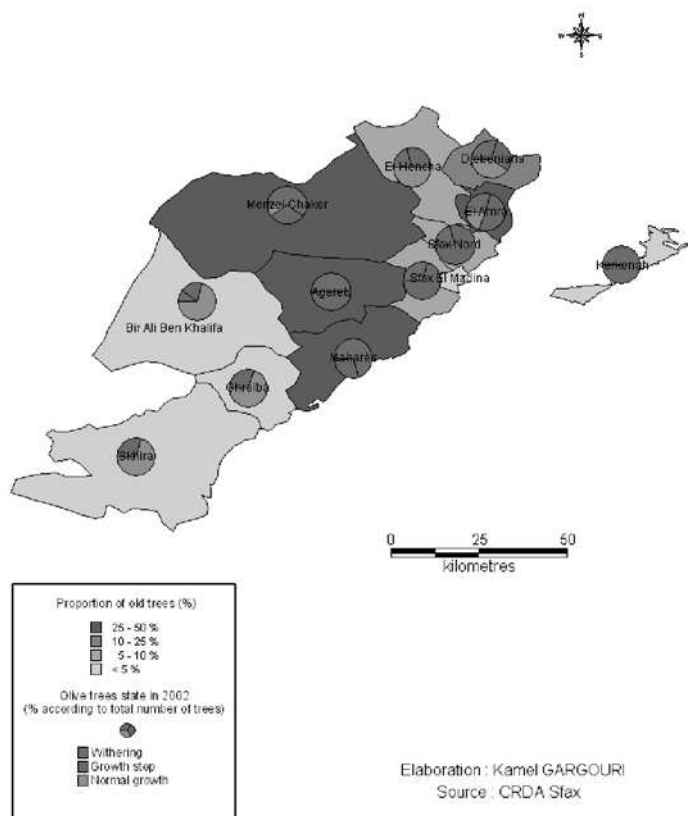 El Hencha
Djebeniana
Menzel-Chaker
El Amra
Sfax Nord
Kerkenah
Sfax El Madina
Agareb
Bir Ali Ben Khalifa
Mahares
Ghraiba
Skhira
0 25 50
kilometres
Proportion of old trees (%)
25 - 50 %
10 - 25 %
5 - 10 %
< 5 %
Olive trees state in 2002
(% according to total number of trees)
Withering
Growth stop
Normal growth
Elaboration : Kamel GARGOURI
Source : CRDA Sfax